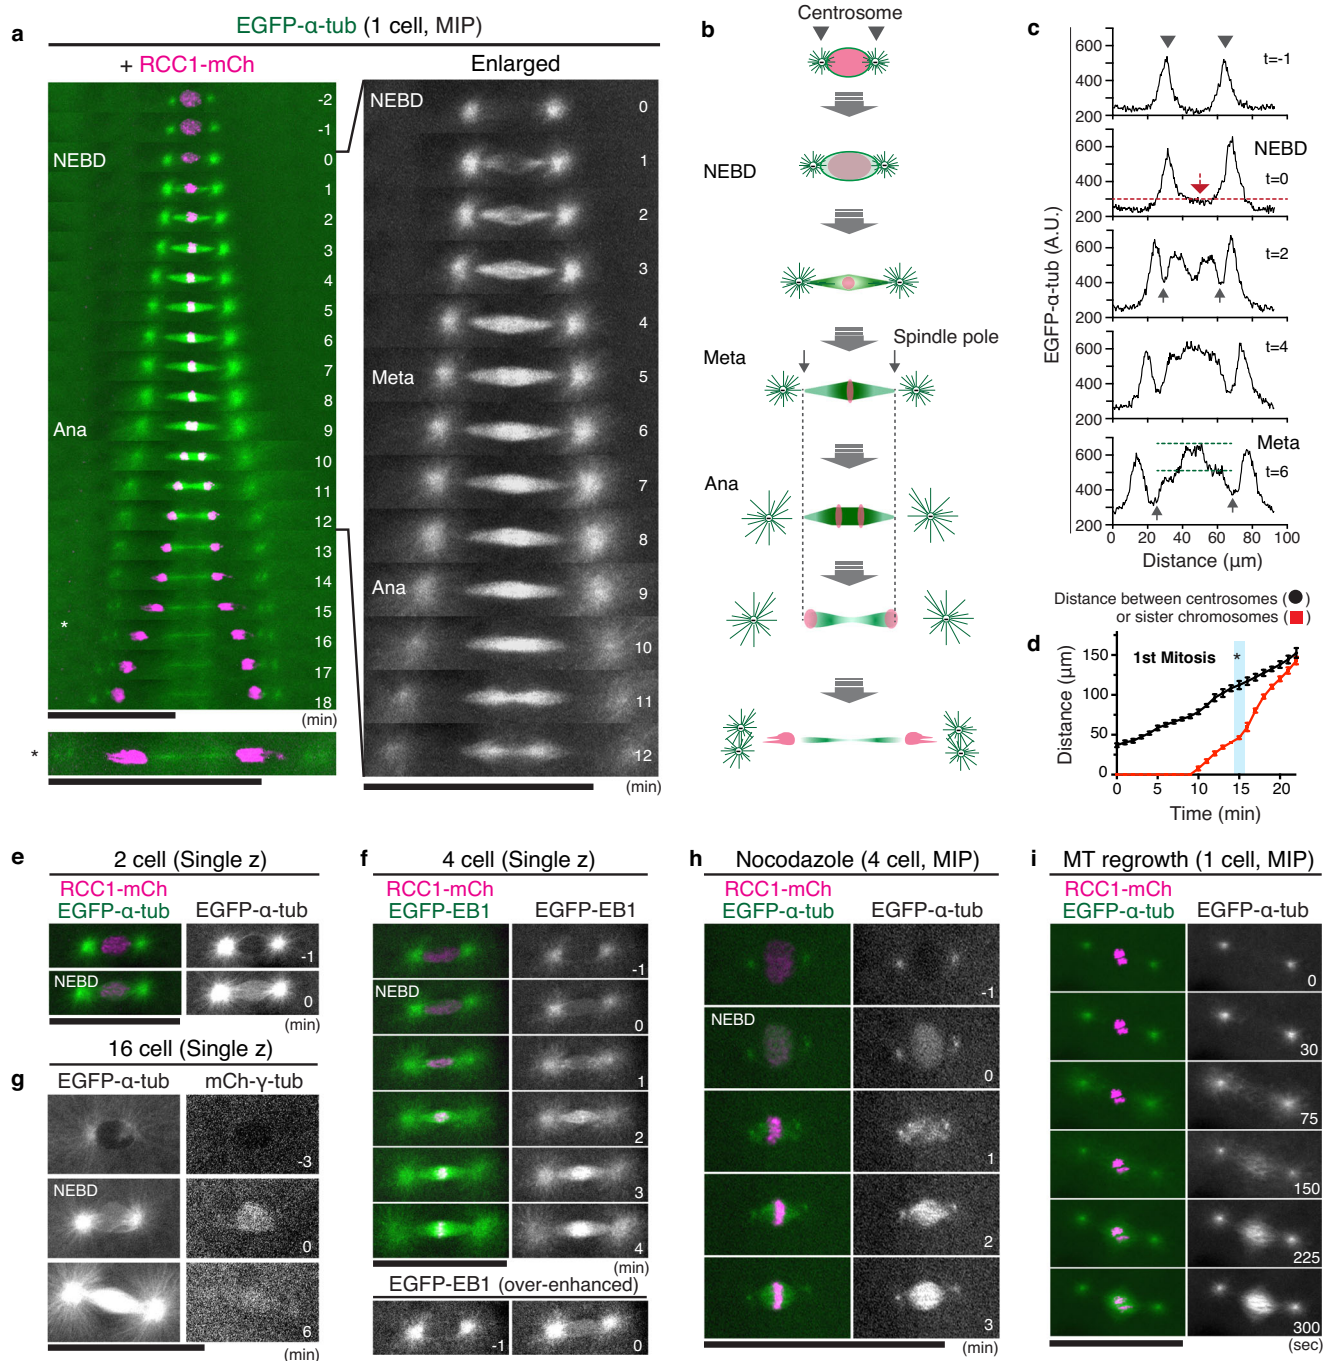 a
EGFP-α-tub (1 cell, MIP)
+ RCC1-mCh
Enlarged
-2
-1
NEBD
0
1
2
3
4
5
6
7
8
Ana
9
10
11
12
13
14
15
*
16
17
18
(min)
*
NEBD
0
1
2
3
4
Meta
5
6
7
8
Ana
9
10
11
12
(min)
b
Centrosome
NEBD
Meta
Spindle pole
Ana
c
EGFP-α-tub (A.U.)
600
400
200
t=-1
600
400
200
NEBD
t=0
600
400
200
t=2
600
400
200
t=4
600
400
200
Meta
t=6
0 20 40 60 80 100
Distance (µm)
Distance between centrosomes (●)
or sister chromosomes (■)
d
Distance (µm)
150
100
50
0
1st Mitosis
*
0 5 10 15 20
Time (min)
e
2 cell (Single z)
RCC1-mCh
EGFP-α-tub
EGFP-α-tub
-1
NEBD
0
(min)
f
4 cell (Single z)
RCC1-mCh
EGFP-EB1
EGFP-EB1
-1
NEBD
0
1
2
3
4
(min)
EGFP-EB1 (over-enhanced)
-1
0
g
16 cell (Single z)
EGFP-α-tub
mCh-γ-tub
-3
NEBD
0
6
(min)
h
Nocodazole (4 cell, MIP)
RCC1-mCh
EGFP-α-tub
EGFP-α-tub
-1
NEBD
0
1
2
3
(min)
i
MT regrowth (1 cell, MIP)
RCC1-mCh
EGFP-α-tub
EGFP-α-tub
0
30
75
150
225
300
(sec)